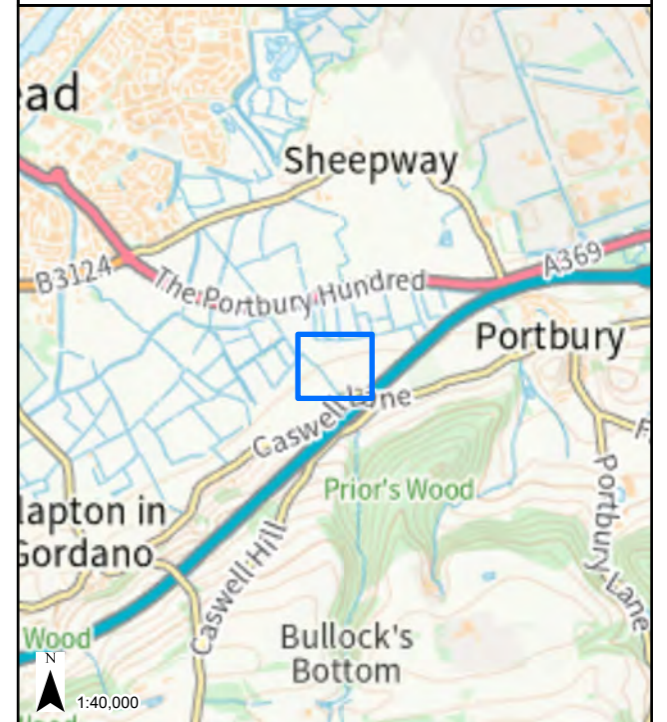 ead
Sheepway
B3124
The Portbury Hundred
A369
Portbury
Caswell Lane
Prior's Wood
lapton in
Gordano
Caswell Hill
Portbury Lane
F
Wood
Bullock's
Bottom
N
1:40,000